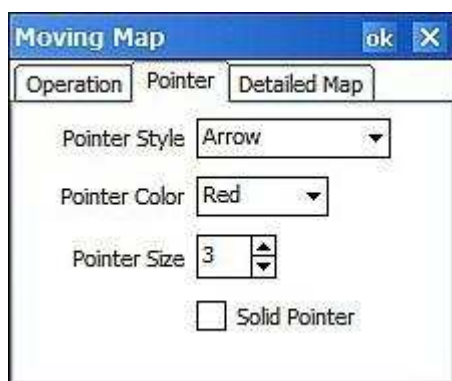 Moving Map ok X
Operation Pointer Detailed Map
Pointer Style Arrow
Pointer Color Red
Pointer Size 3
Solid Pointer